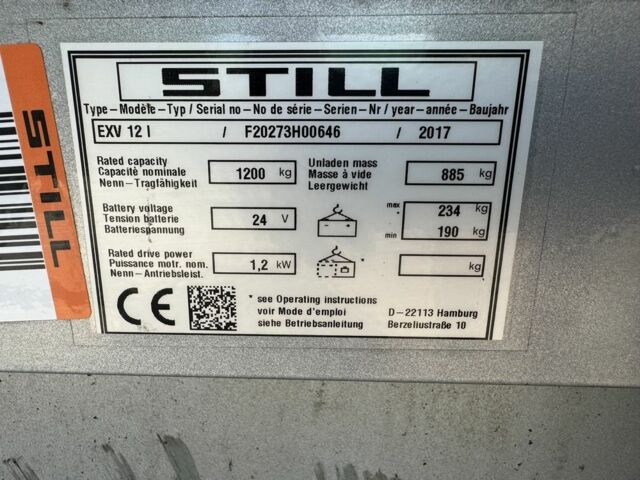 STILL
Type–Modèle–Typ / Serial no–No de série–Serien–Nr / year–année–Baujahr
EXV 12 I / F20273H00646 / 2017
Rated capacity
Capacité nominale
Nenn–Tragfähigkeit
1200 kg
Unladen mass
Masse à vide
Leergewicht
885 kg
Battery voltage
Tension batterie
Batteriespannung
24 V
max 234 kg
min 190 kg
Rated drive power
Puissance motr. nom.
Nenn–Antriebsleist.
1,2 kW
*
kg
CE
* see Operating instructions
voir Mode d'emploi
siehe Betriebsanleitung
D–22113 Hamburg
Berzeliustraße 10
STILL